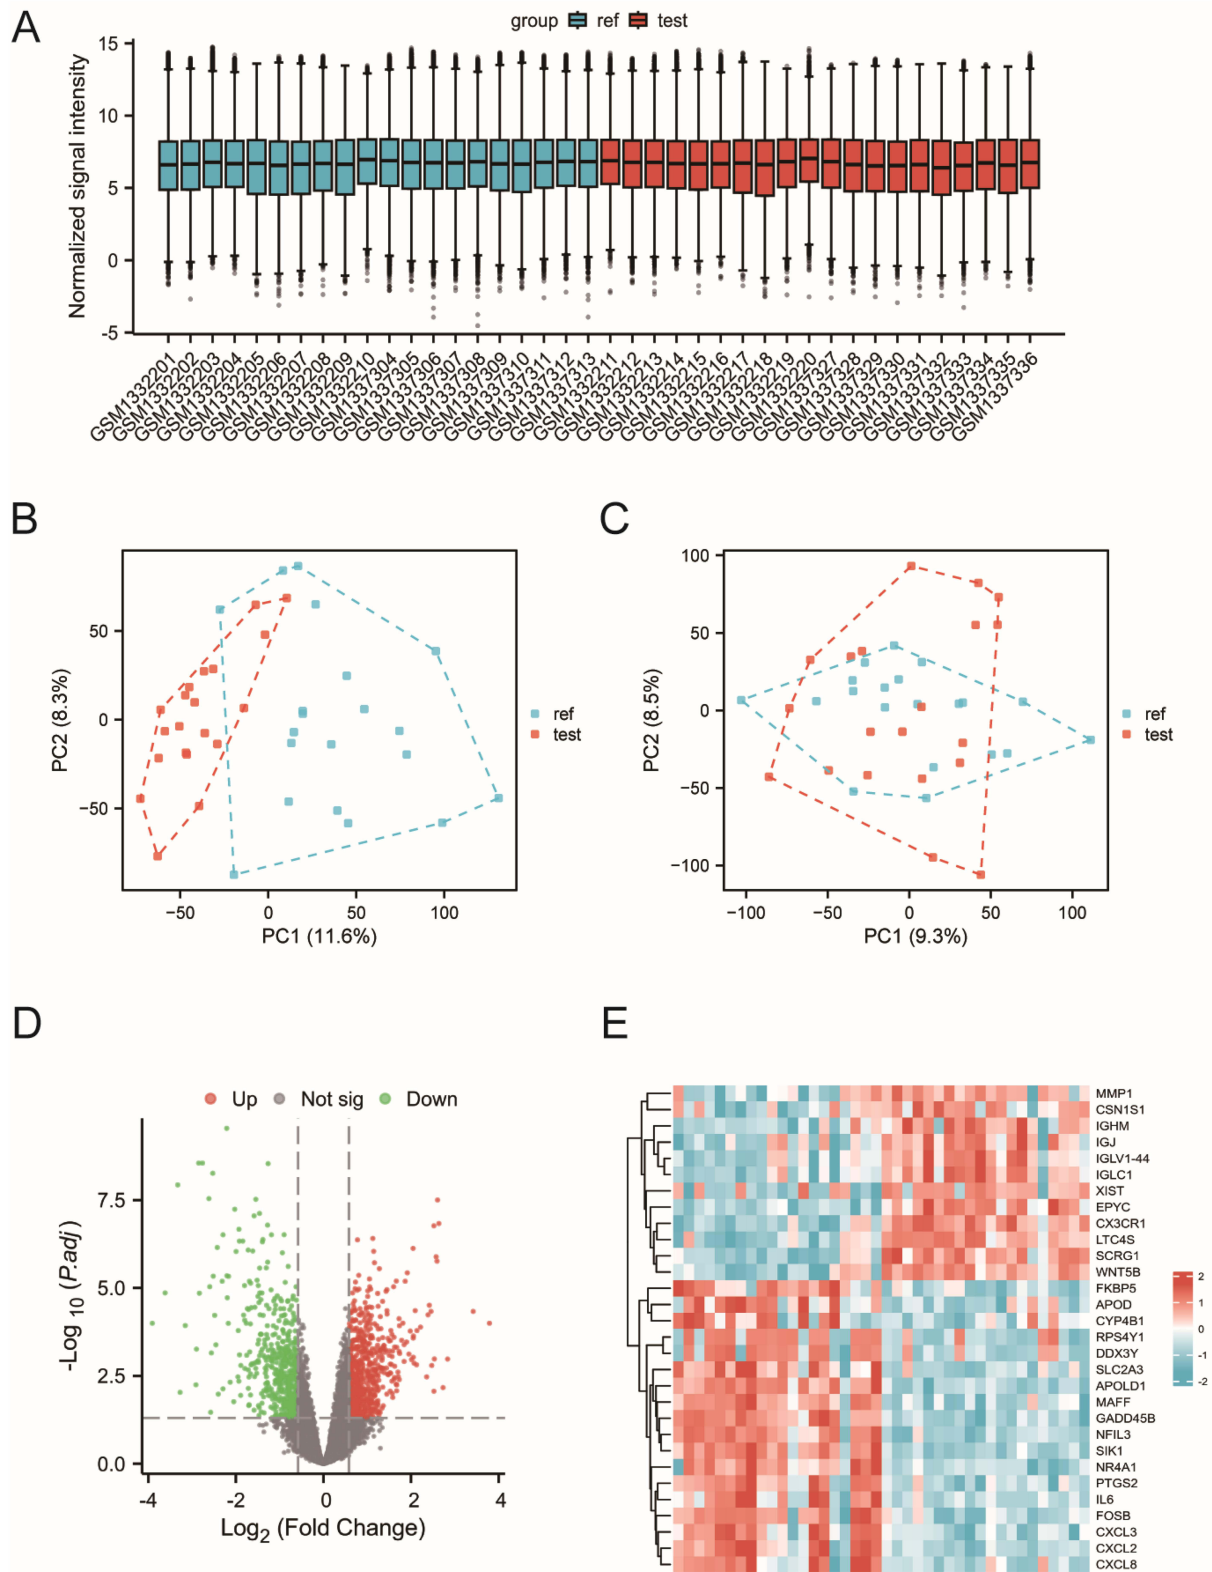 A
group ref test
Normalized signal intensity
15
10
5
0
-5
GSM1332201
GSM1332202
GSM1332203
GSM1332204
GSM1332205
GSM1332206
GSM1332207
GSM1332208
GSM1332209
GSM1332210
GSM1337304
GSM1337305
GSM1337306
GSM1337307
GSM1337308
GSM1337309
GSM1337310
GSM1337311
GSM1337312
GSM1337313
GSM1332211
GSM1332212
GSM1332213
GSM1332214
GSM1332215
GSM1332216
GSM1332217
GSM1332218
GSM1332219
GSM1332220
GSM1337327
GSM1337328
GSM1337329
GSM1337330
GSM1337331
GSM1337332
GSM1337333
GSM1337334
GSM1337335
GSM1337336
B
PC2 (8.3%)
50
0
−50
−50 0 50 100
PC1 (11.6%)
ref
test
C
PC2 (8.5%)
100
50
0
−50
−100
−100 −50 0 50 100
PC1 (9.3%)
ref
test
D
Up Not sig Down
-Log 10 (P.adj)
7.5
5.0
2.5
0.0
-4 -2 0 2 4
Log2 (Fold Change)
E
MMP1
CSN1S1
IGHM
IGJ
IGLV1-44
IGLC1
XIST
EPYC
CX3CR1
LTC4S
SCRG1
WNT5B
FKBP5
APOD
CYP4B1
RPS4Y1
DDX3Y
SLC2A3
APOLD1
MAFF
GADD45B
NFIL3
SIK1
NR4A1
PTGS2
IL6
FOSB
CXCL3
CXCL2
CXCL8
2
1
0
-1
-2